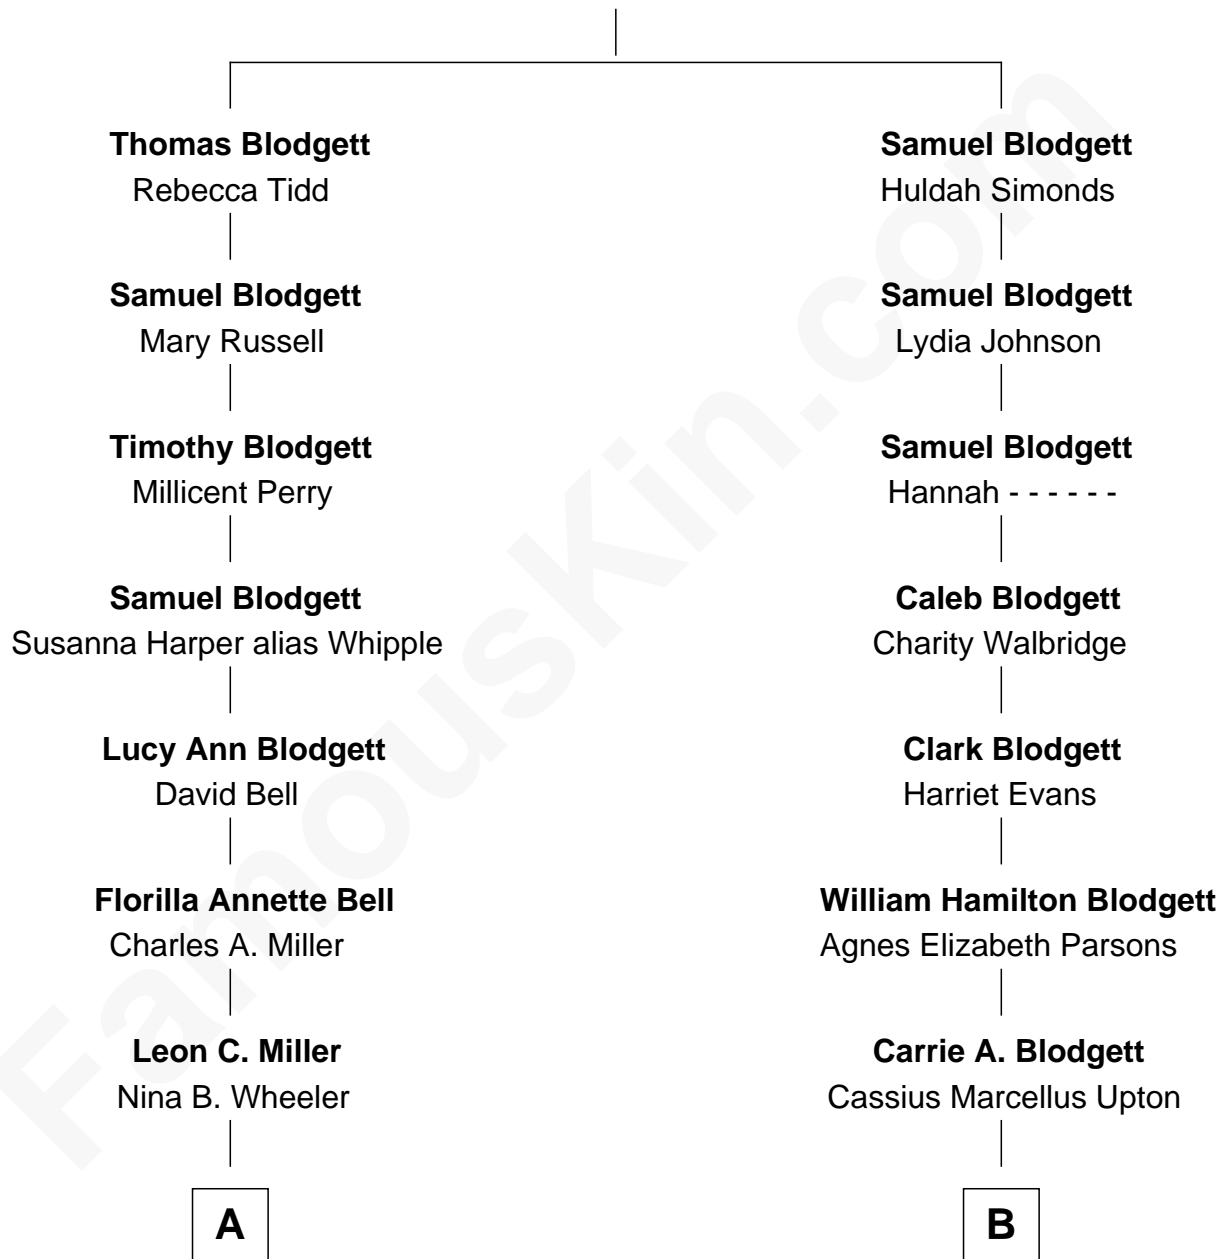 Thomas Blodgett
Rebecca Tidd
Samuel Blodgett
Huldah Simonds
Samuel Blodgett
Mary Russell
Samuel Blodgett
Lydia Johnson
Timothy Blodgett
Millicent Perry
Samuel Blodgett
Hannah - - - - - -
Samuel Blodgett
Susanna Harper alias Whipple
Caleb Blodgett
Charity Walbridge
Lucy Ann Blodgett
David Bell
Clark Blodgett
Harriet Evans
Florilla Annette Bell
Charles A. Miller
William Hamilton Blodgett
Agnes Elizabeth Parsons
Leon C. Miller
Nina B. Wheeler
Carrie A. Blodgett
Cassius Marcellus Upton
A
B
FamousKin.com